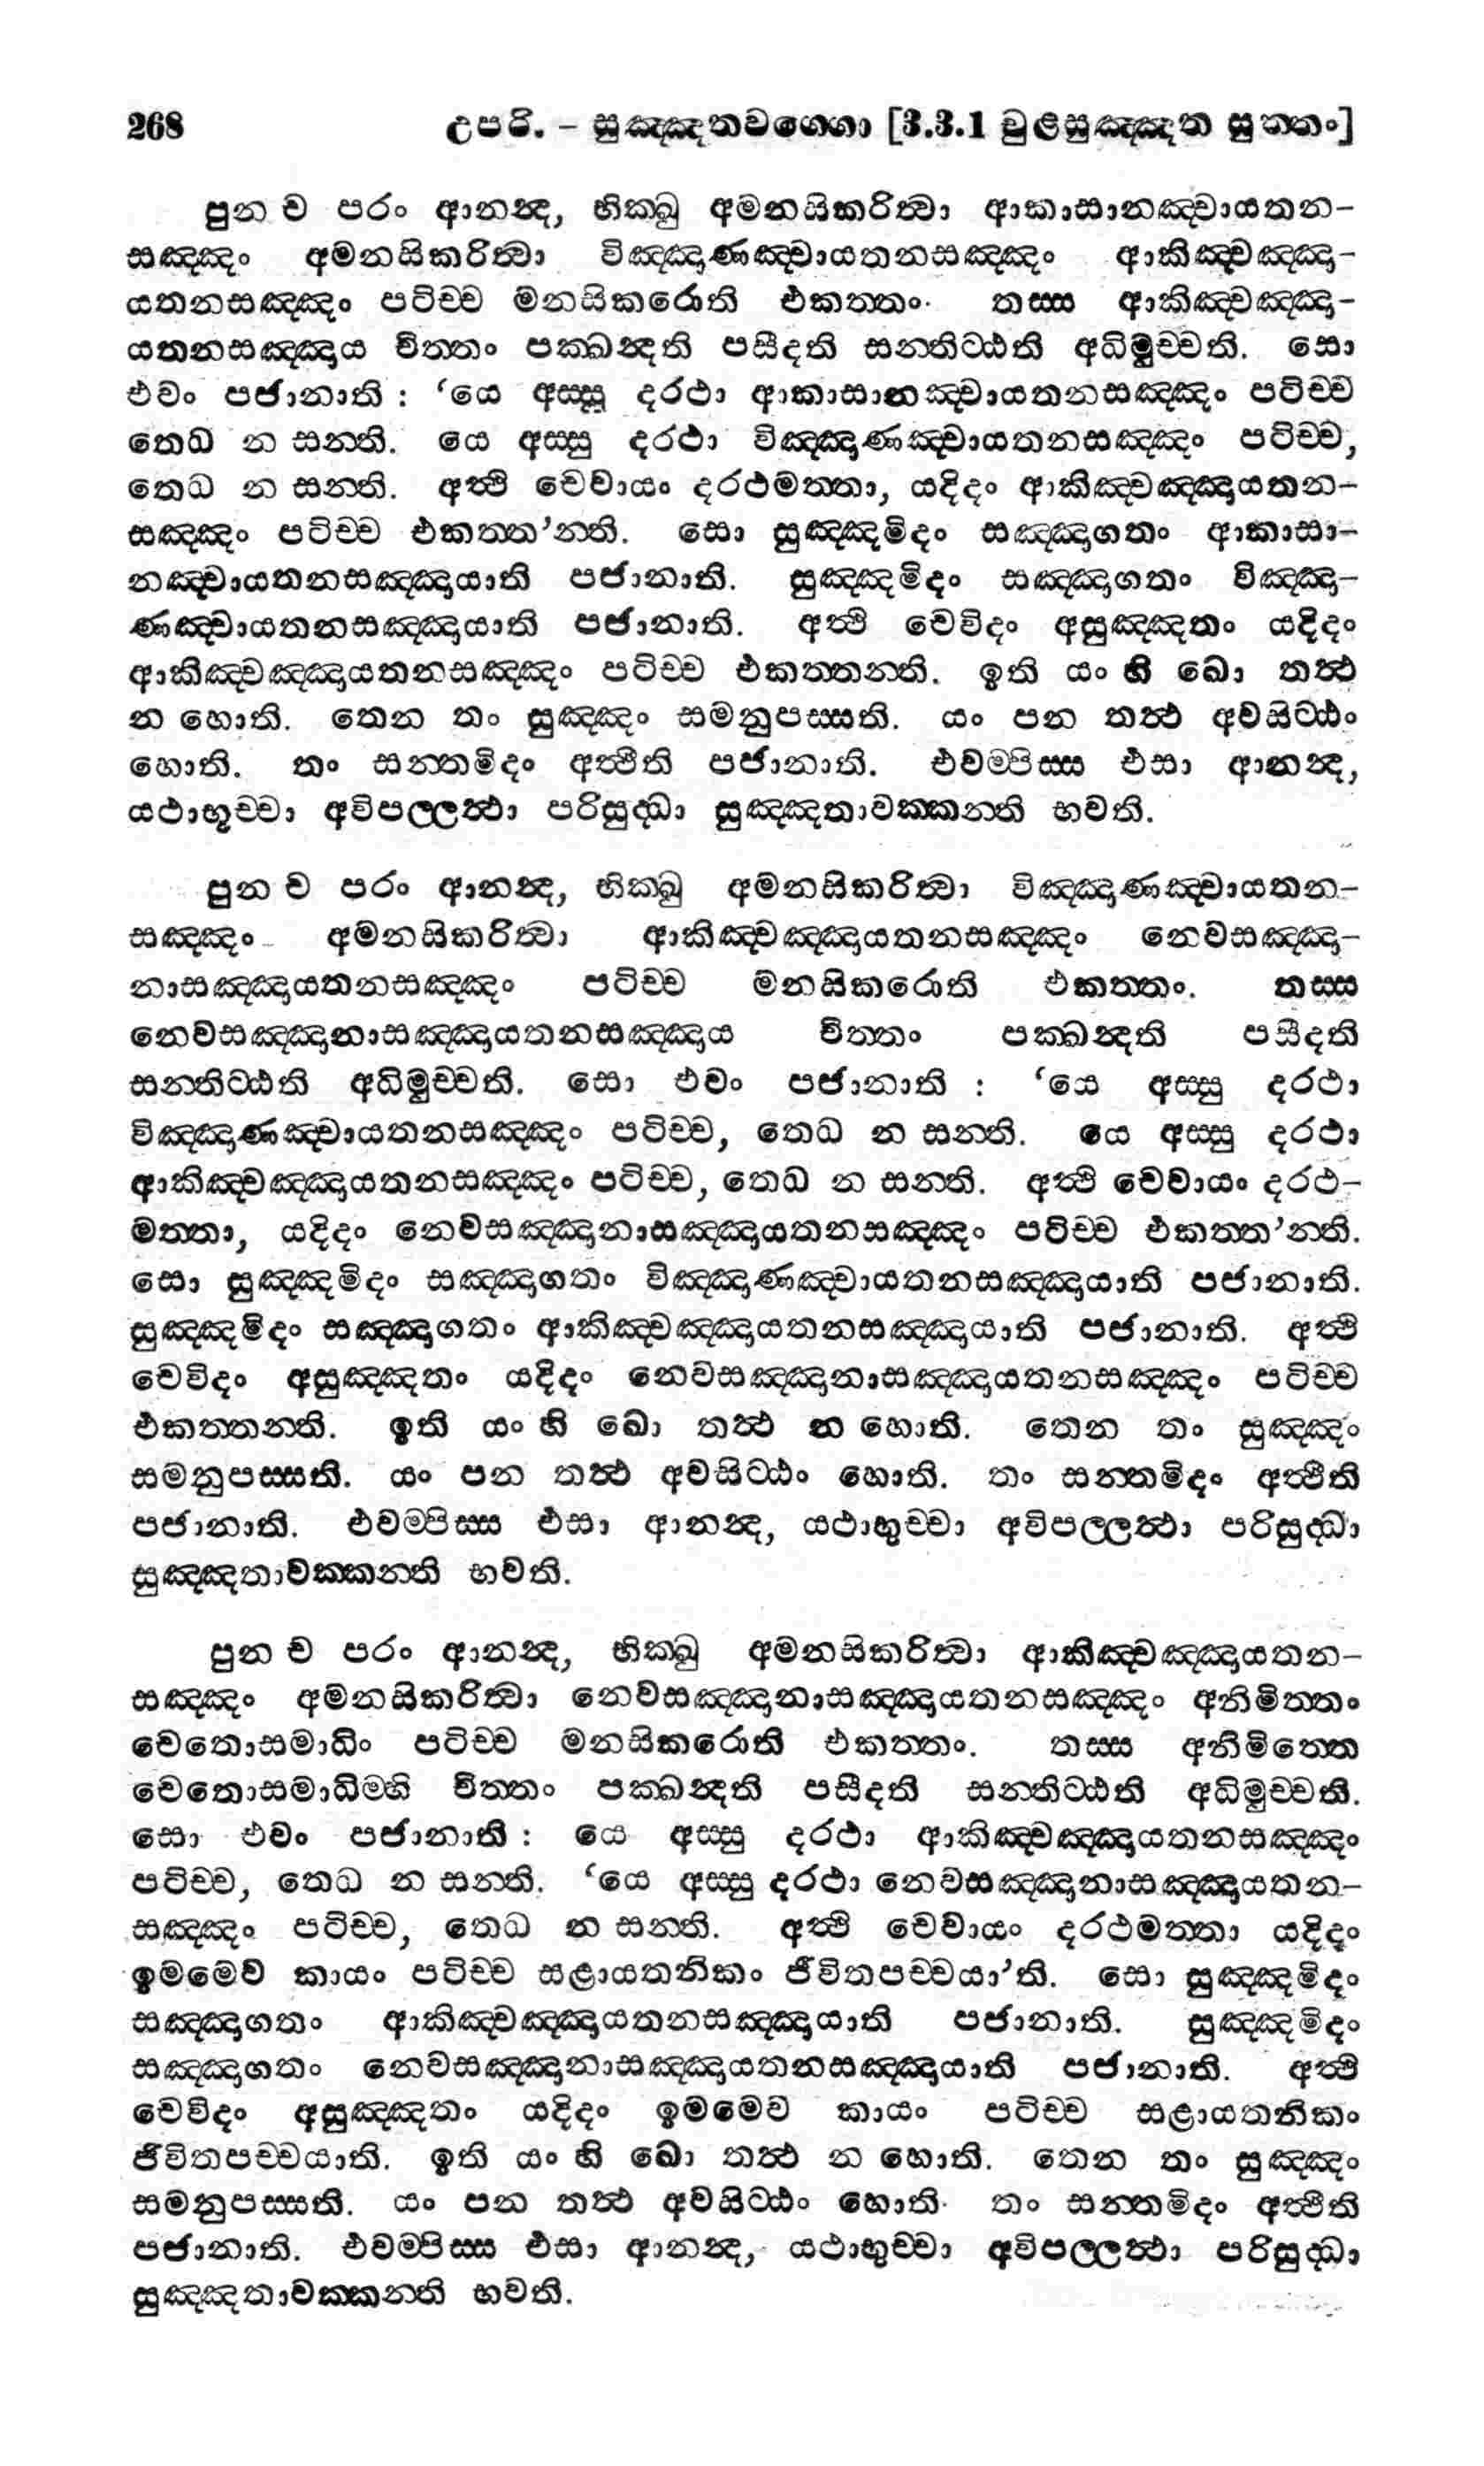 268 උපරි. – සුඤ්ඤතවග්ගො [3.3.1 චුළසුඤ්ඤත සුත්තං]
පුන ච පරං ආනන්‍ද, භික්ඛු අමනසිකරිත්‍වා ආකාසානඤ්චායතන-
සඤ්ඤං අමනසිකරිත්‍වා විඤ්ඤාණඤ්චායතනසඤ්ඤං ආකිඤ්චඤ්ඤා-
යතනසඤ්ඤං පටිච්ච මනසිකරොති එකත්තං. තස්ස ආකිඤ්චඤ්ඤා-
යතනසඤ්ඤාය චිත්තං පක්ඛන්‍දති පසීදති සන්තිට්ඨති අධිමුච්චති. සො
එවං පජානාති : ‘යෙ අස්සු දරථා ආකාසානඤ්චායතනසඤ්ඤං පටිච්ච
තෙධ න සන්ති. යෙ අස්සු දරථා විඤ්ඤාණඤ්චායතනසඤ්ඤං පටිච්ච,
තෙධ න සන්ති. අත්‍ථි චෙවායං දරථමත්තා, යදිදං ආකිඤ්චඤ්ඤායතන-
සඤ්ඤං පටිච්ච එකත්ත’න්ති. සො සුඤ්ඤමිදං සඤ්ඤාගතං ආකාසා-
නඤ්චායතනසඤ්ඤායාති පජානාති. සුඤ්ඤමිදං සඤ්ඤාගතං විඤ්ඤා-
ණඤ්චායතනසඤ්ඤායාති පජානාති. අත්‍ථි චෙවිදං අසුඤ්ඤතං යදිදං
ආකිඤ්චඤ්ඤායතනසඤ්ඤං පටිච්ච එකත්තන්ති. ඉති යං හි ඛො තත්‍ථ
න හොති. තෙන තං සුඤ්ඤං සමනුපස්සති. යං පන තත්‍ථ අවසිට්ඨං
හොති. තං සන්තමිදං අත්‍ථීති පජානාති. එවම්පිස්ස එසා ආනන්‍ද,
යථාභූච්චා අවිපල්ලත්‍ථා පරිසුද්ධා සුඤ්ඤතාවක්කන්ති භවති.
පුන ච පරං ආනන්‍ද, භික්ඛු අමනසිකරිත්‍වා විඤ්ඤාණඤ්චායතන-
සඤ්ඤං අමනසිකරිත්‍වා ආකිඤ්චඤ්ඤායතනසඤ්ඤං නෙවසඤ්ඤා-
නාසඤ්ඤායතනසඤ්ඤං පටිච්ච මනසිකරොති එකත්තං. තස්ස
නෙවසඤ්ඤානාසඤ්ඤායතනසඤ්ඤාය චිත්තං පක්ඛන්‍දති පසීදති
සන්තිට්ඨති අධිමුච්චති. සො එවං පජානාති : ‘යෙ අස්සු දරථා
විඤ්ඤාණඤ්චායතනසඤ්ඤං පටිච්ච, තෙධ න සන්ති. යෙ අස්සු දරථා
ආකිඤ්චඤ්ඤායතනසඤ්ඤං පටිච්ච, තෙධ න සන්ති. අත්‍ථි චෙවායං දරථ-
මත්තා, යදිදං නෙවසඤ්ඤානාසඤ්ඤායතනසඤ්ඤං පටිච්ච එකත්ත’න්ති.
සො සුඤ්ඤමිදං සඤ්ඤාගතං විඤ්ඤාණඤ්චායතනසඤ්ඤායාති පජානාති.
සුඤ්ඤමිදං සඤ්ඤාගතං ආකිඤ්චඤ්ඤායතනසඤ්ඤායාති පජානාති. අත්‍ථි
චෙවිදං අසුඤ්ඤතං යදිදං නෙවසඤ්ඤානාසඤ්ඤායතනසඤ්ඤං පටිච්ච
එකත්තන්ති. ඉති යං හි ඛො තත්‍ථ න හොති. තෙන තං සුඤ්ඤං
සමනුපස්සති. යං පන තත්‍ථ අවසිට්ඨං හොති. තං සන්තමිදං අත්‍ථීති
පජානාති. එවම්පිස්ස එසා ආනන්‍ද, යථාභුච්චා අවිපල්ලත්‍ථා පරිසුද්ධා
සුඤ්ඤතාවක්කන්ති භවති.
පුන ච පරං ආනන්‍ද, භික්ඛු අමනසිකරිත්‍වා ආකිඤ්චඤ්ඤායතන-
සඤ්ඤං අමනසිකරිත්‍වා නෙවසඤ්ඤානාසඤ්ඤායතනසඤ්ඤං අනිමිත්තං
චෙතොසමාධිං පටිච්ච මනසිකරොති එකත්තං. තස්ස අනිමිත්තෙ
චෙතොසමාධිම්හි චිත්තං පක්ඛන්‍දති පසීදති සන්තිට්ඨති අධිමුච්චති.
සො එවං පජානාති : යෙ අස්සු දරථා ආකිඤ්චඤ්ඤායතනසඤ්ඤං
පටිච්ච, තෙධ න සන්ති. ‘යෙ අස්සු දරථා නෙවසඤ්ඤානාසඤ්ඤායතන-
සඤ්ඤං පටිච්ච, තෙධ න සන්ති. අත්‍ථි චෙවායං දරථමත්තා යදිදං
ඉමමෙව කායං පටිච්ච සළායතනිකං ජීවිතපච්චයා’ති. සො සුඤ්ඤමිදං
සඤ්ඤාගතං ආකිඤ්චඤ්ඤායතනසඤ්ඤායාති පජානාති. සුඤ්ඤමිදං
සඤ්ඤාගතං නෙවසඤ්ඤානාසඤ්ඤායතනසඤ්ඤායාති පජානාති. අත්‍ථි
චෙවිදං අසුඤ්ඤතං යදිදං ඉමමෙව කායං පටිච්ච සළායතනිකං
ජීවිතපච්චයාති. ඉති යං හි ඛො තත්‍ථ න හොති. තෙන තං සුඤ්ඤං
සමනුපස්සති. යං පන තත්‍ථ අවසිට්ඨං හොති. තං සන්තමිදං අත්‍ථීති
පජානාති. එවම්පිස්ස එසා ආනන්‍ද, යථාභුච්චා අවිපල්ලත්‍ථා පරිසුද්ධා
සුඤ්ඤතාවක්කන්ති භවති.